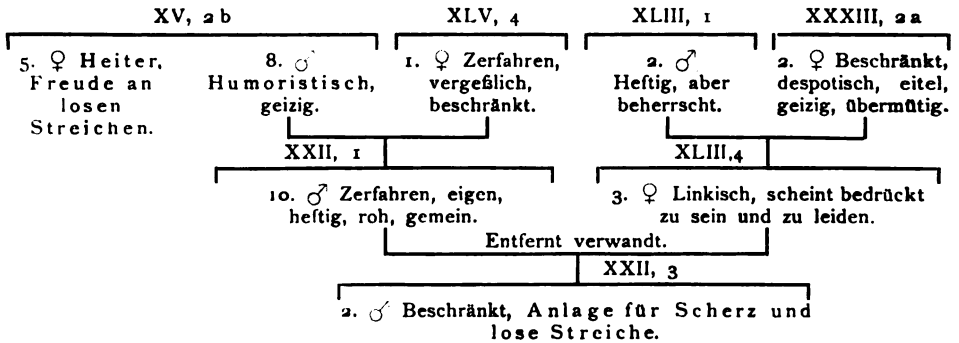 XV, 2b XLV, 4 XLIII, 1 XXXIII, 2a
5. ♀ Heiter,
Freude an
losen
Streichen.
8. ♂
Humoristisch,
geizig.
1. ♀ Zerfahren,
vergeßlich,
beschränkt.
2. ♂
Heftig, aber
beherrscht.
2. ♀ Beschränkt,
despotisch, eitel,
geizig, übermütig.
XXII, 1 XLIII,4
10. ♂ Zerfahren, eigen,
heftig, roh, gemein.
3. ♀ Linkisch, scheint bedrückt
zu sein und zu leiden.
Entfernt verwandt.
XXII, 3
2. ♂ Beschränkt, Anlage für Scherz und
lose Streiche.